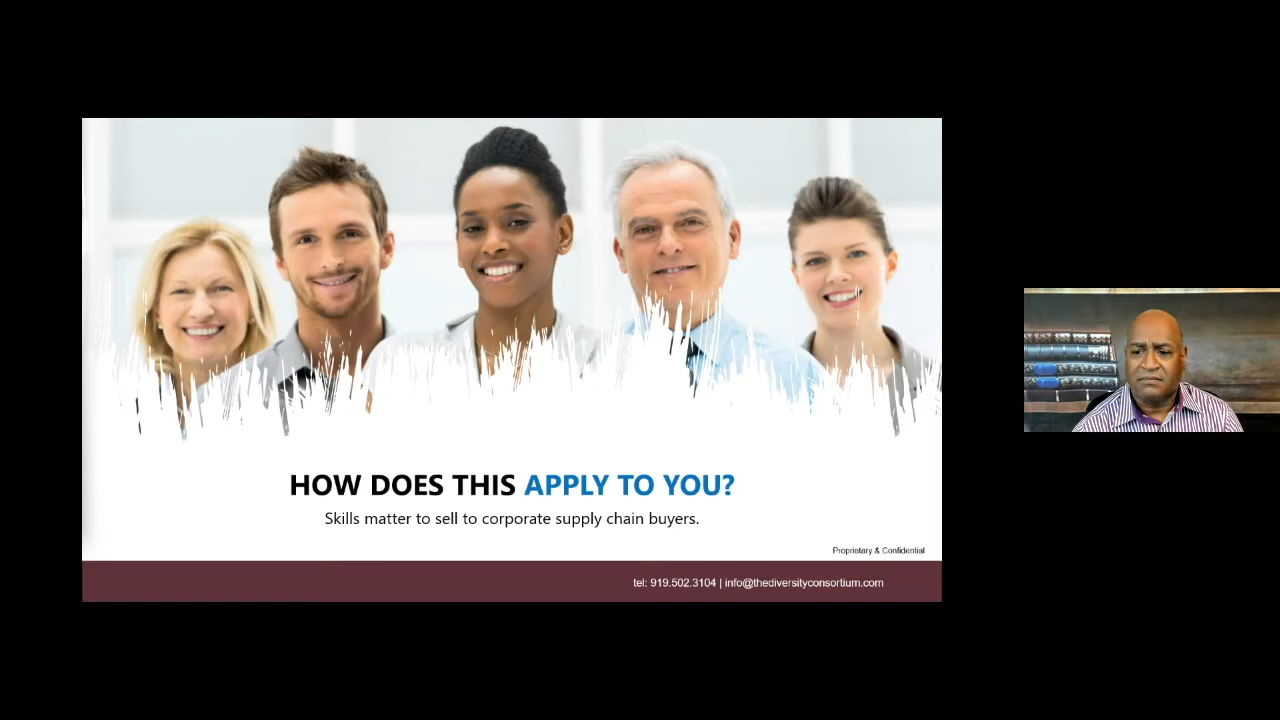 HOW DOES THIS APPLY TO YOU?
Skills matter to sell to corporate supply chain buyers.
Proprietary & Confidential
tel: 919.502.3104 | info@thediversityconsortium.com